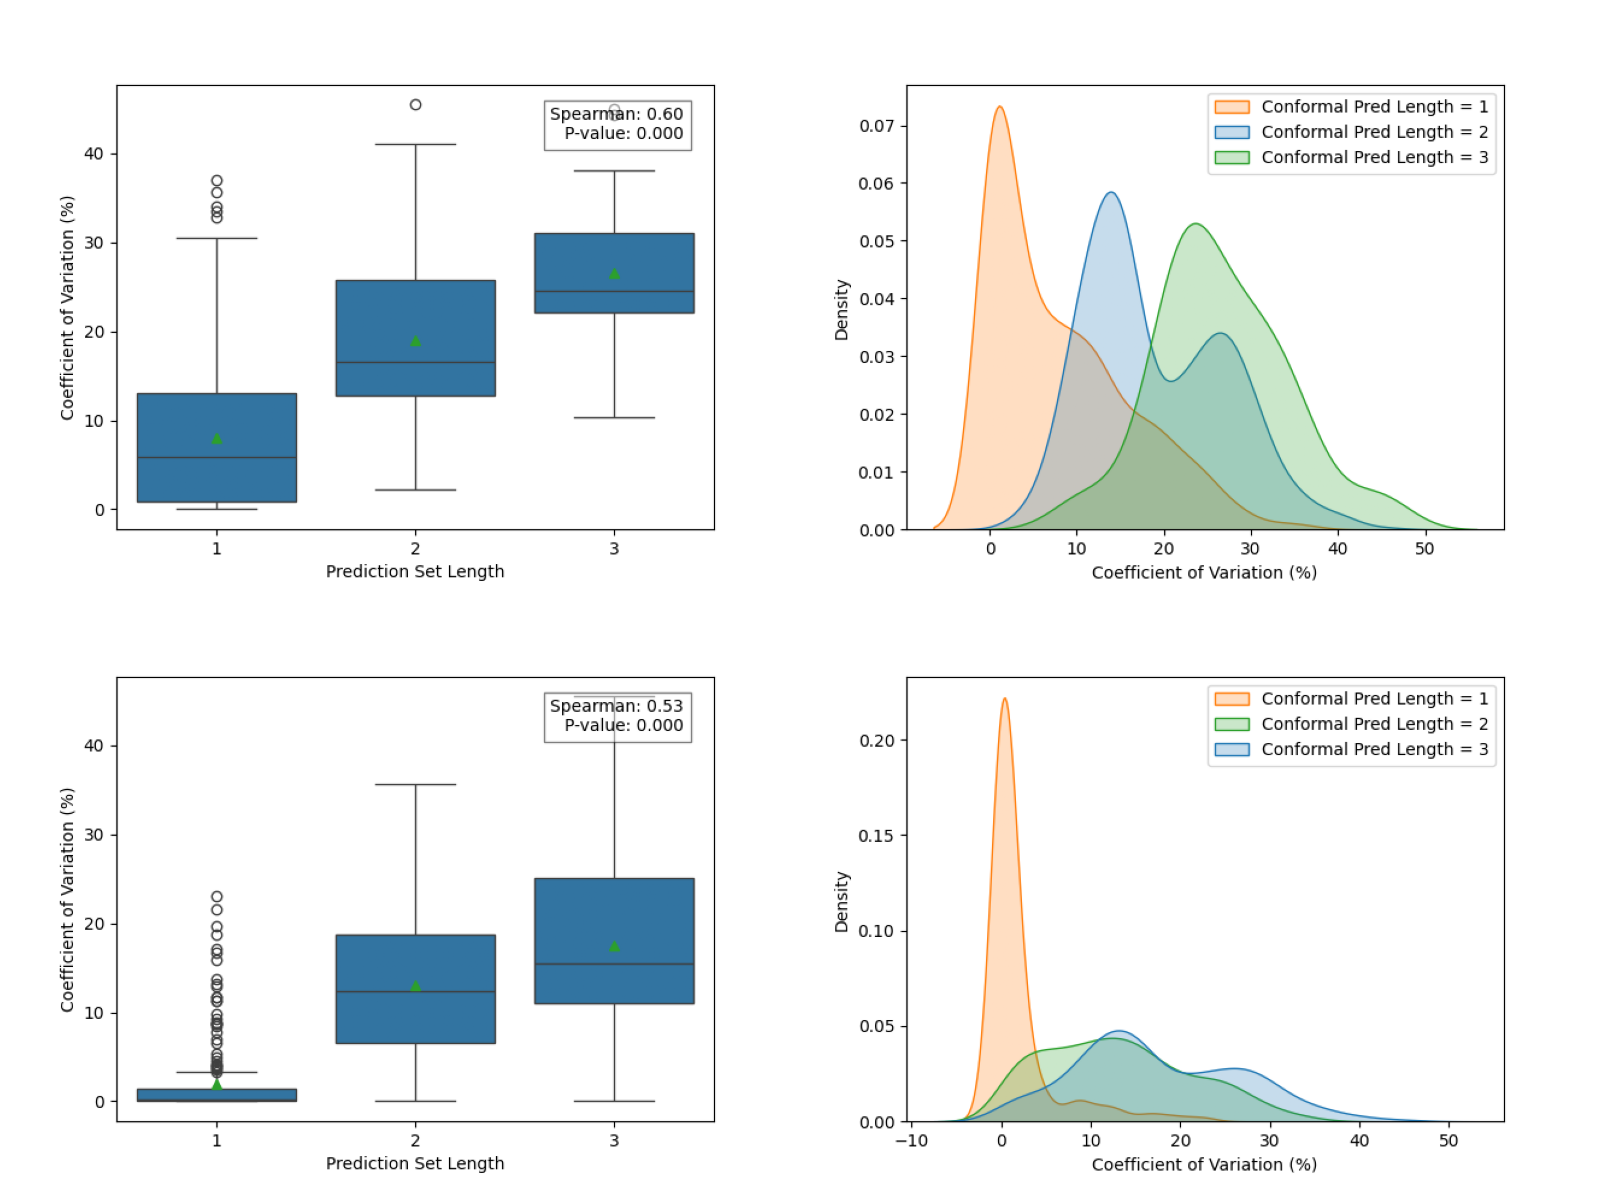 Spearman: 0.60
P-value: 0.000
40
30
20
10
0
Coefficient of Variation (%)
1 2 3
Prediction Set Length
Conformal Pred Length = 1
Conformal Pred Length = 2
Conformal Pred Length = 3
0.07
0.06
0.05
0.04
0.03
0.02
0.01
0.00
Density
0 10 20 30 40 50
Coefficient of Variation (%)
Spearman: 0.53
P-value: 0.000
40
30
20
10
0
Coefficient of Variation (%)
1 2 3
Prediction Set Length
Conformal Pred Length = 1
Conformal Pred Length = 2
Conformal Pred Length = 3
0.20
0.15
0.10
0.05
0.00
Density
−10 0 10 20 30 40 50
Coefficient of Variation (%)